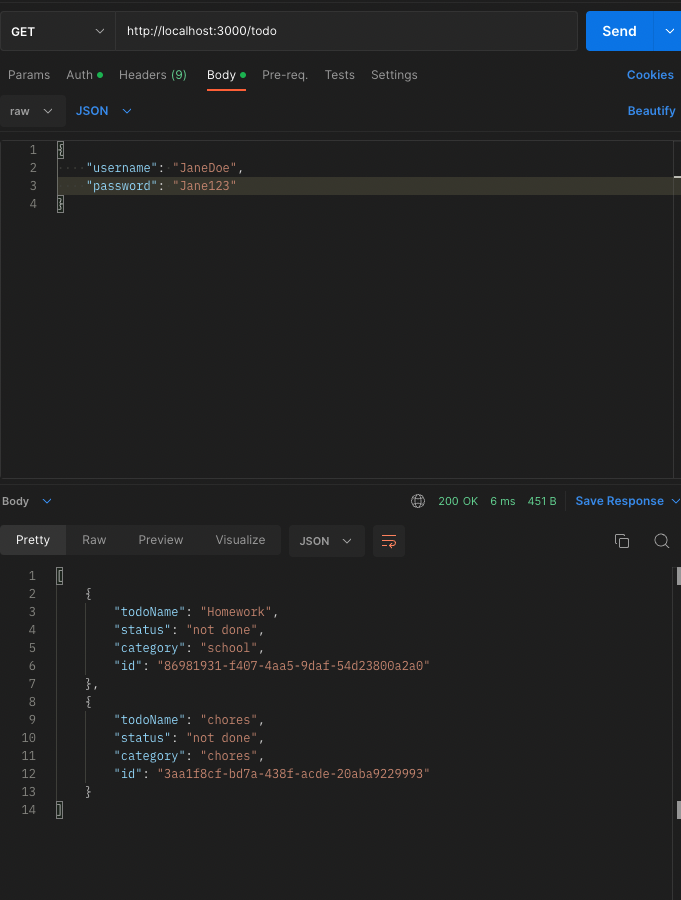 GET http://localhost:3000/todo Send
Params Auth Headers (9) Body Pre-req. Tests Settings Cookies
raw JSON Beautify
1 {
2 "username": "JaneDoe",
3 "password": "Jane123"
4 }
Body 200 OK 6 ms 451 B Save Response
Pretty Raw Preview Visualize JSON
1 [
2 {
3 "todoName": "Homework",
4 "status": "not done",
5 "category": "school",
6 "id": "86981931-f407-4aa5-9daf-54d23800a2a0"
7 },
8 {
9 "todoName": "chores",
10 "status": "not done",
11 "category": "chores",
12 "id": "3aa1f8cf-bd7a-438f-acde-20aba9229993"
13 }
14 ]